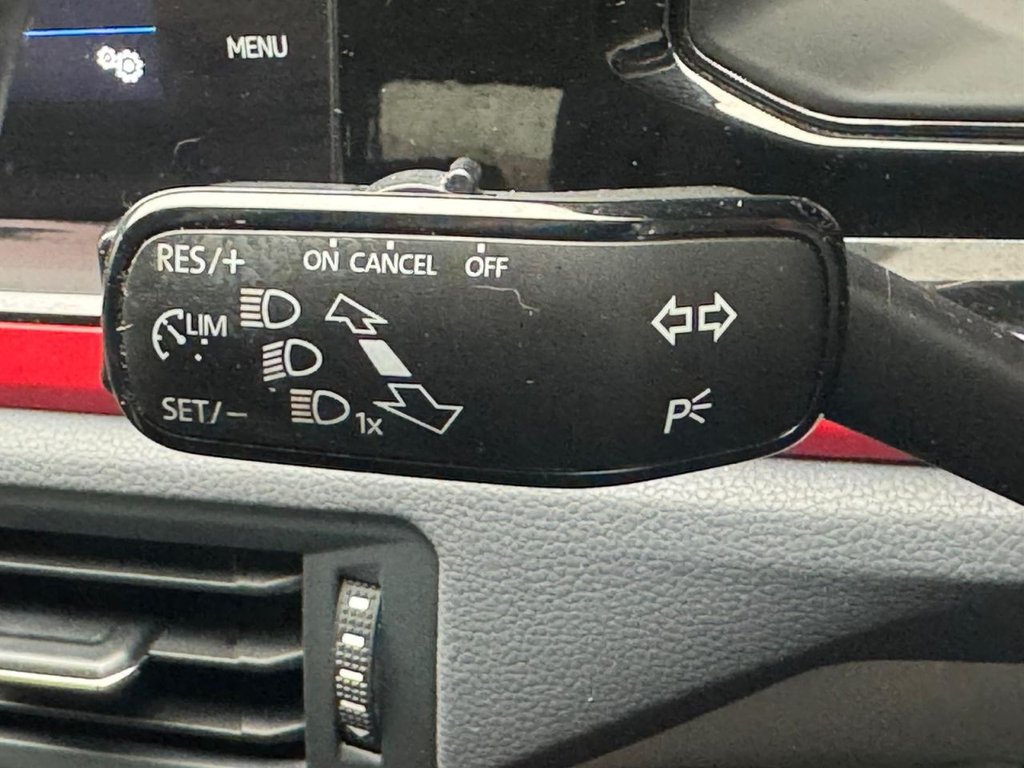 MENU
RES/+ ON CANCEL OFF
LIM
SET/- 1x P